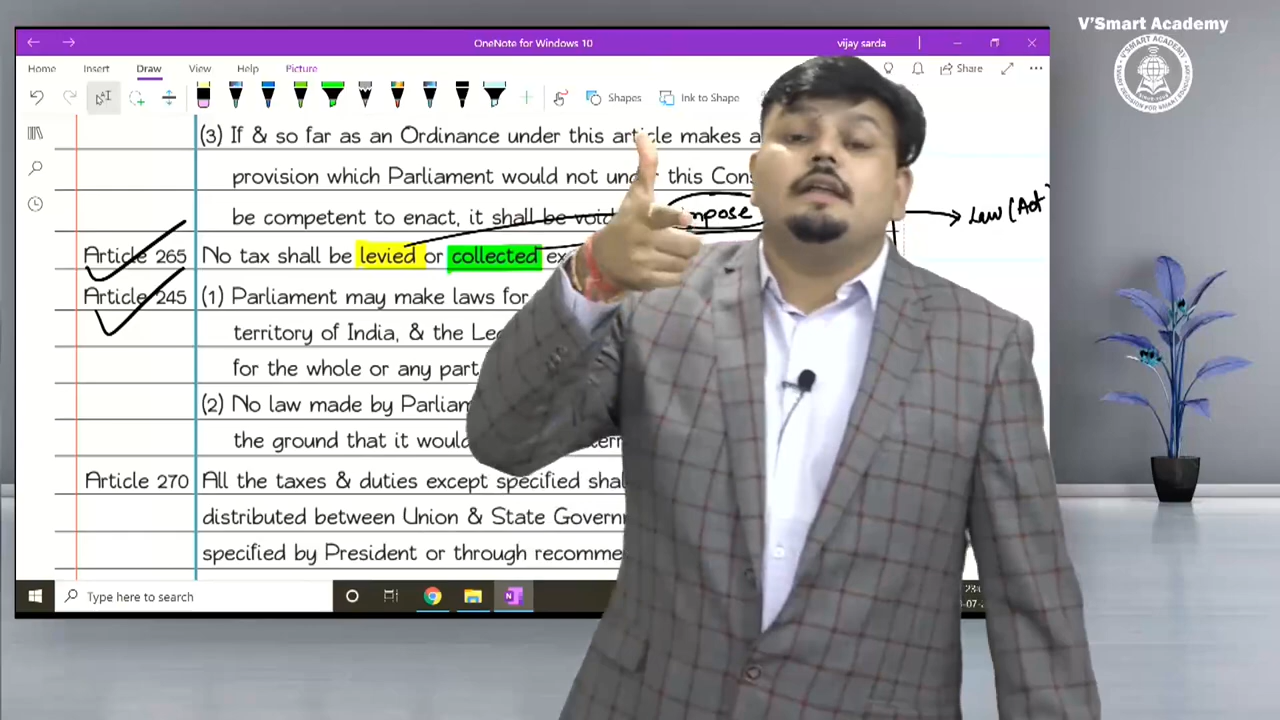 V'Smart Academy
OneNote for Windows 10
vijay sarda
Home Insert Draw View Help Picture
Share
Shapes
Ink to Shape
(3) If & so far as an Ordinance under this article makes a
provision which Parliament would not under this Cons
be competent to enact, it shall be void
impose
Law (Act
Article 265 No tax shall be levied or collected ex
Article 245 (1) Parliament may make laws for
territory of India, & the Le
for the whole or any part
(2) No law made by Parliam
the ground that it would
Article 270 All the taxes & duties except specified shal
distributed between Union & State Governm
specified by President or through recomme
Type here to search